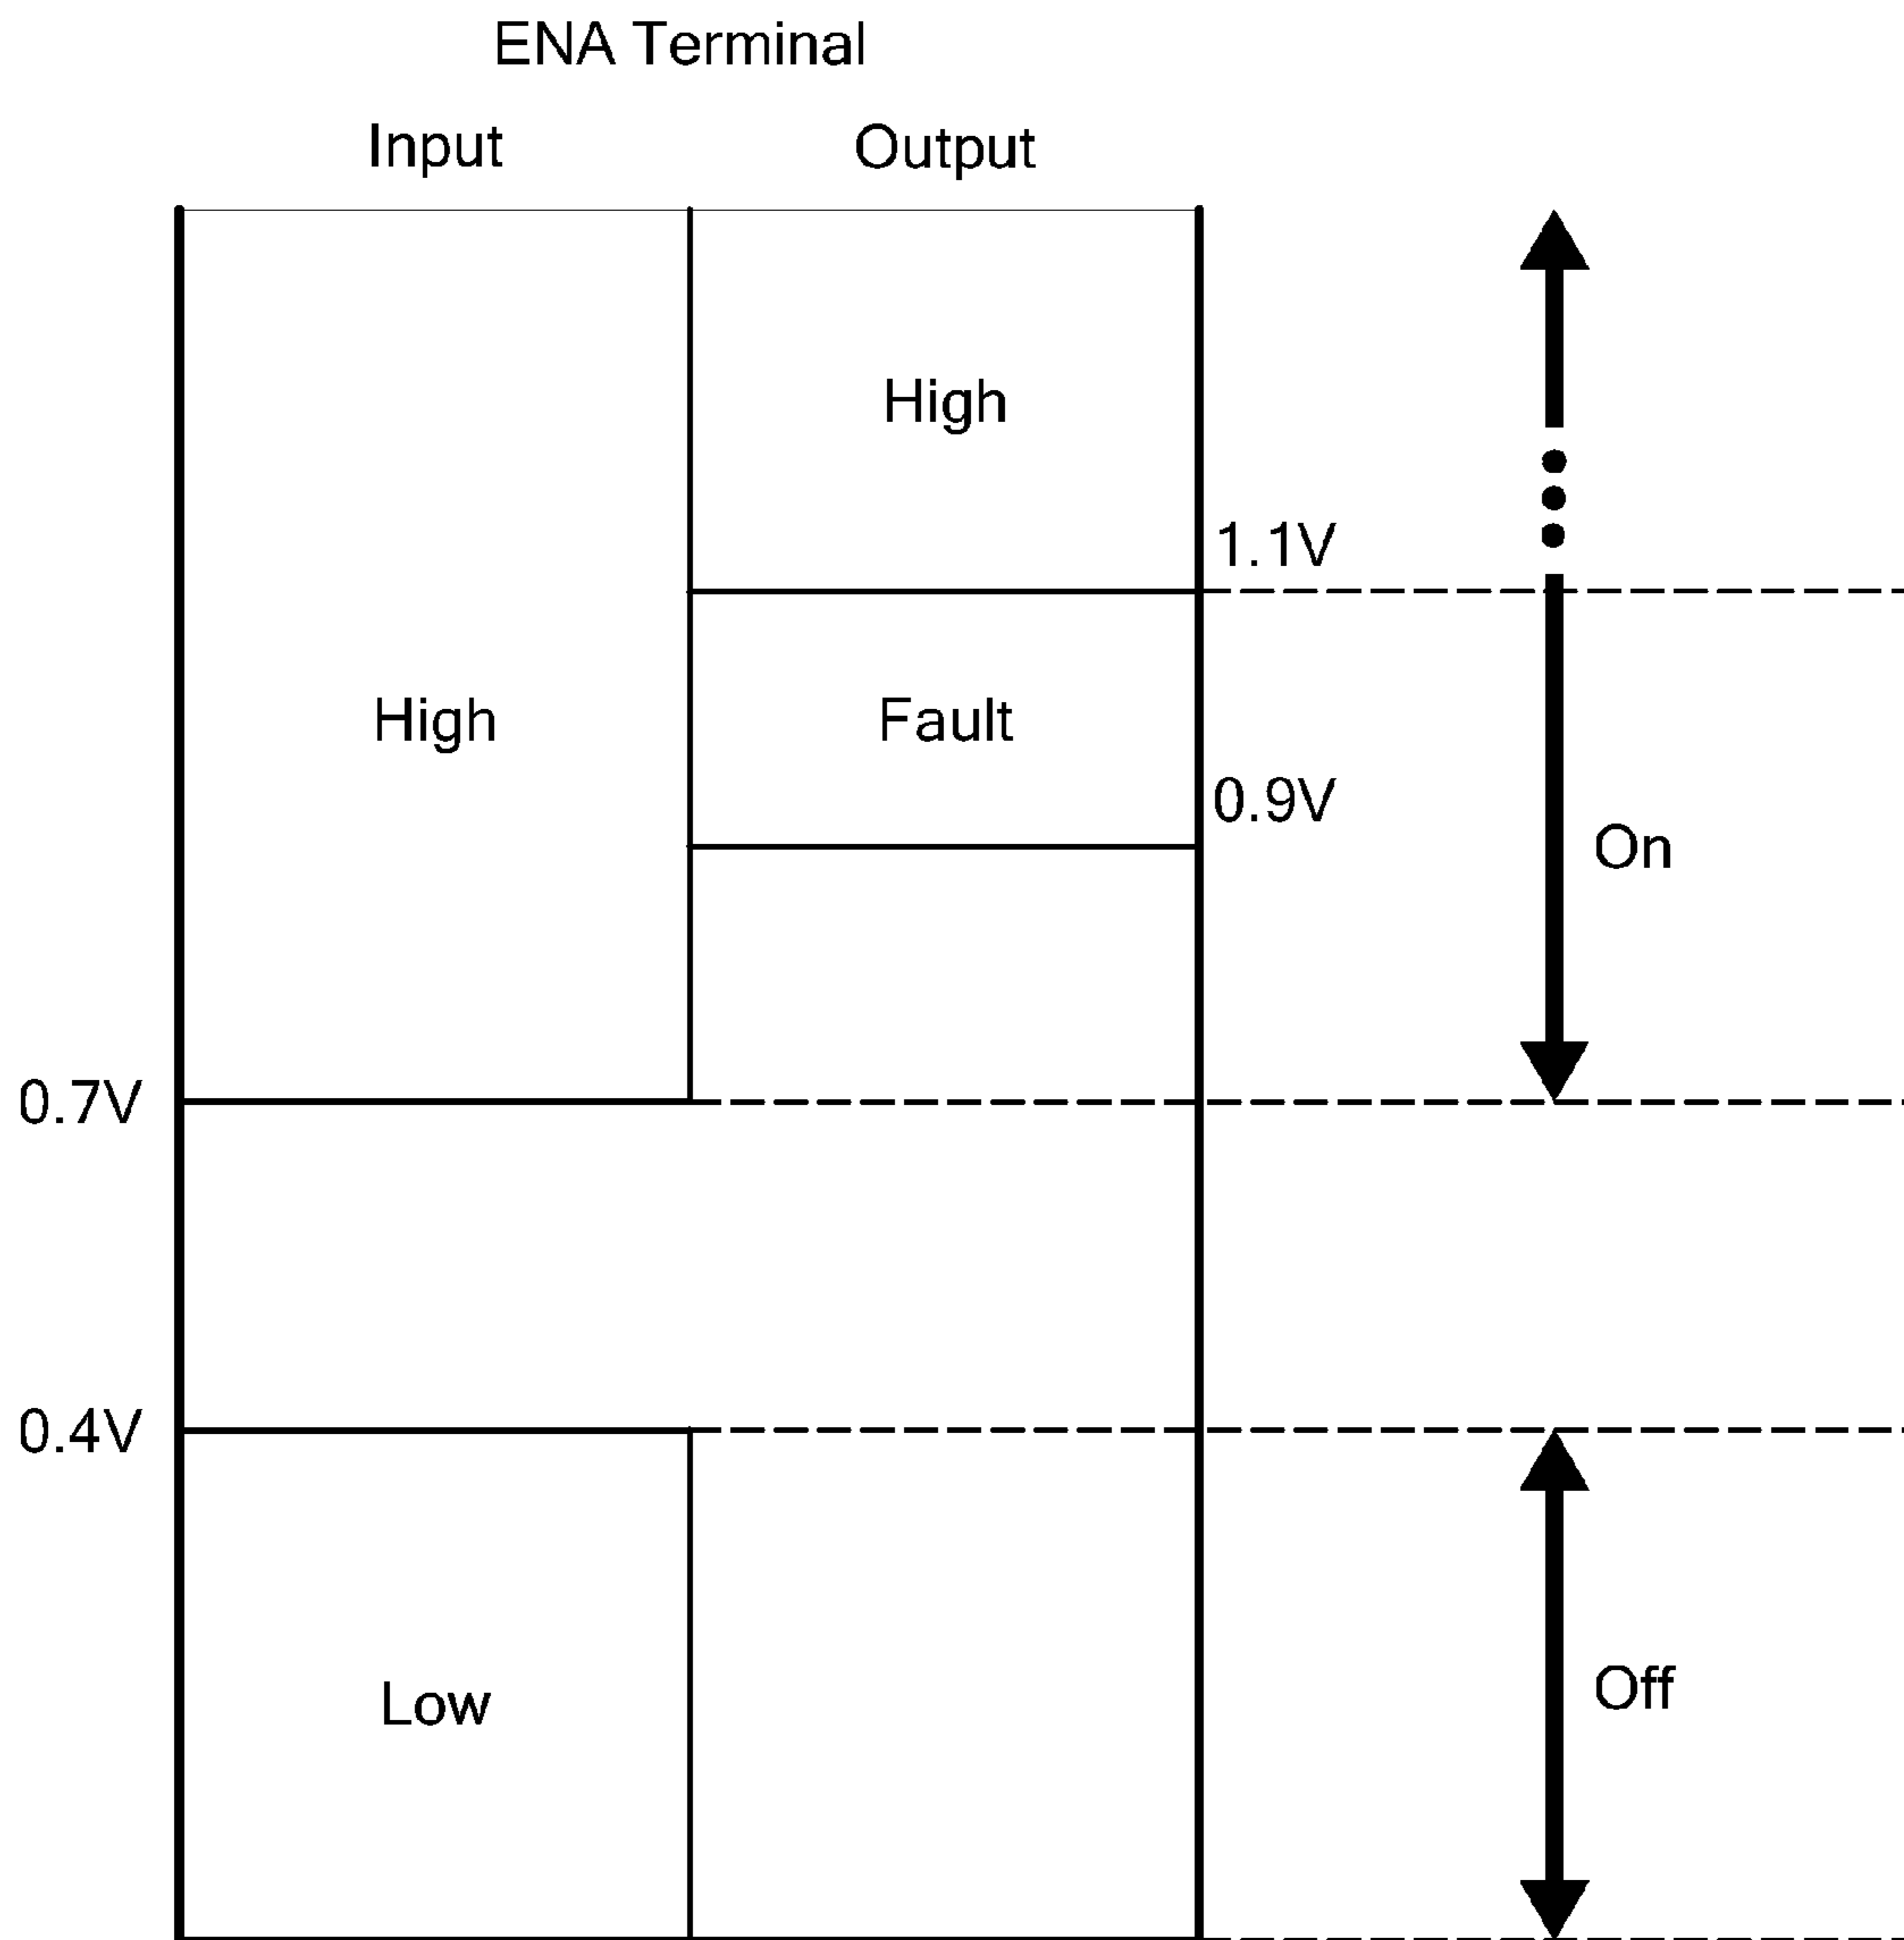 ENA Terminal
Input Output
High
1.1V
High Fault
0.9V
On
0.7V
0.4V
Low Off